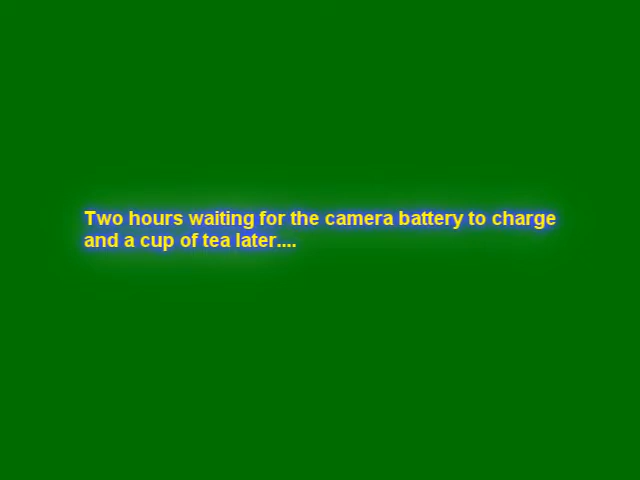 Two hours waiting for the camera battery to charge
and a cup of tea later....